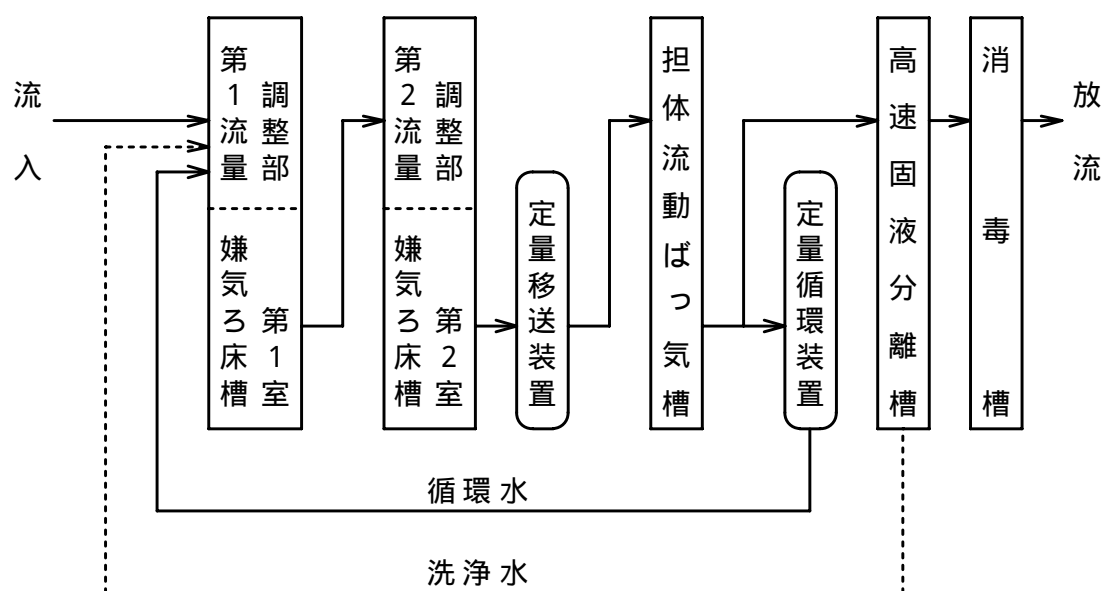 流入
第1流量調整部
嫌気ろ床槽第1室
第2流量調整部
嫌気ろ床槽第2室
定量移送装置
担体流動ばっ気槽
定量循環装置
高速固液分離槽
消毒槽
放流
循環水
洗浄水